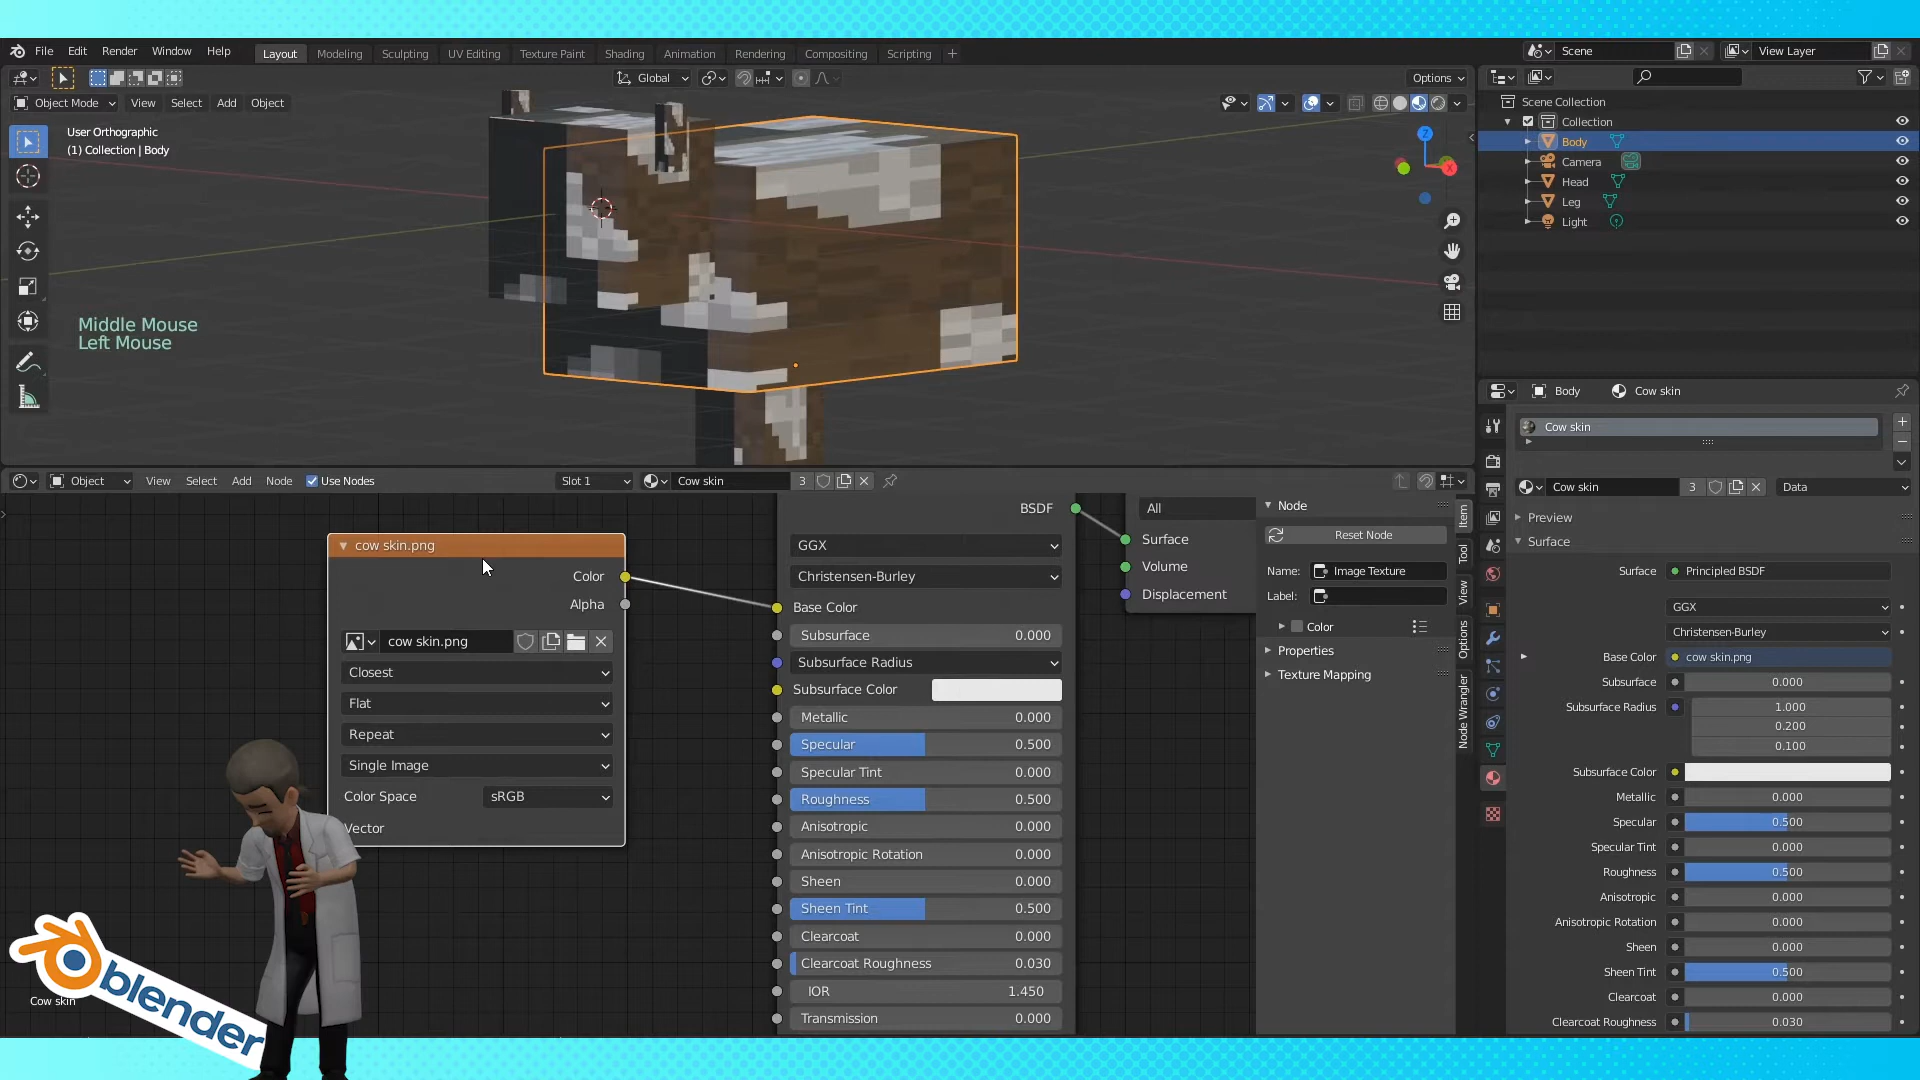 File Edit Render Window Help
Layout Modeling Sculpting UV Editing Texture Paint Shading Animation Rendering Compositing Scripting +
Scene
View Layer
Global
Options
Object Mode View Select Add Object
User Orthographic
(1) Collection | Body
Z
X
Middle Mouse
Left Mouse
Scene Collection
Collection
Body
Camera
Head
Leg
Light
Object View Select Add Node Use Nodes Slot 1 Cow skin 3
cow skin.png
Color
Alpha
cow skin.png
Closest
Flat
Repeat
Single Image
Color Space sRGB
Vector
BSDF
GGX
Christensen-Burley
Base Color
Subsurface 0.000
Subsurface Radius
Subsurface Color
Metallic 0.000
Specular 0.500
Specular Tint 0.000
Roughness 0.500
Anisotropic 0.000
Anisotropic Rotation 0.000
Sheen 0.000
Sheen Tint 0.500
Clearcoat 0.000
Clearcoat Roughness 0.030
IOR 1.450
Transmission 0.000
All
Surface
Volume
Displacement
Node
Reset Node
Name: Image Texture
Label:
Color
Properties
Texture Mapping
Item
Tool
View
Options
Node Wrangler
Body Cow skin
Cow skin
Cow skin 3 Data
Preview
Surface
Surface Principled BSDF
GGX
Christensen-Burley
Base Color cow skin.png
Subsurface 0.000
Subsurface Radius 1.000
0.200
0.100
Subsurface Color
Metallic 0.000
Specular 0.500
Specular Tint 0.000
Roughness 0.500
Anisotropic 0.000
Anisotropic Rotation 0.000
Sheen 0.000
Sheen Tint 0.500
Clearcoat 0.000
Clearcoat Roughness 0.030
Cow skin
blender